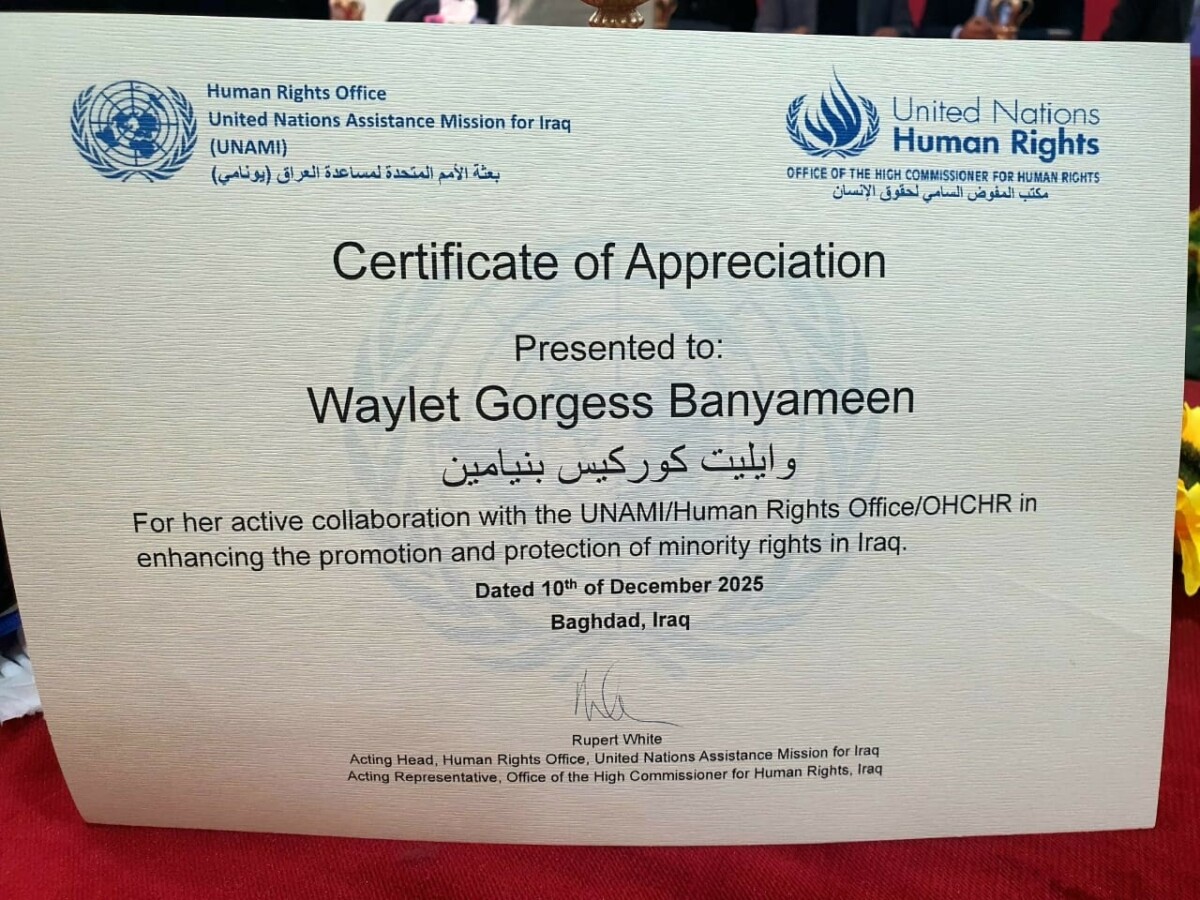 Human Rights Office
United Nations Assistance Mission for Iraq
(UNAMI)
بعثة الأمم المتحدة لمساعدة العراق (يونامي)
United Nations
Human Rights
OFFICE OF THE HIGH COMMISSIONER FOR HUMAN RIGHTS
مكتب المفوض السامي لحقوق الإنسان
Certificate of Appreciation
Presented to:
Waylet Gorgess Banyameen
وايليت كوركيس بنيامين
For her active collaboration with the UNAMI/Human Rights Office/OHCHR in
enhancing the promotion and protection of minority rights in Iraq.
Dated 10th of December 2025
Baghdad, Iraq
Rupert White
Acting Head, Human Rights Office, United Nations Assistance Mission for Iraq
Acting Representative, Office of the High Commissioner for Human Rights, Iraq